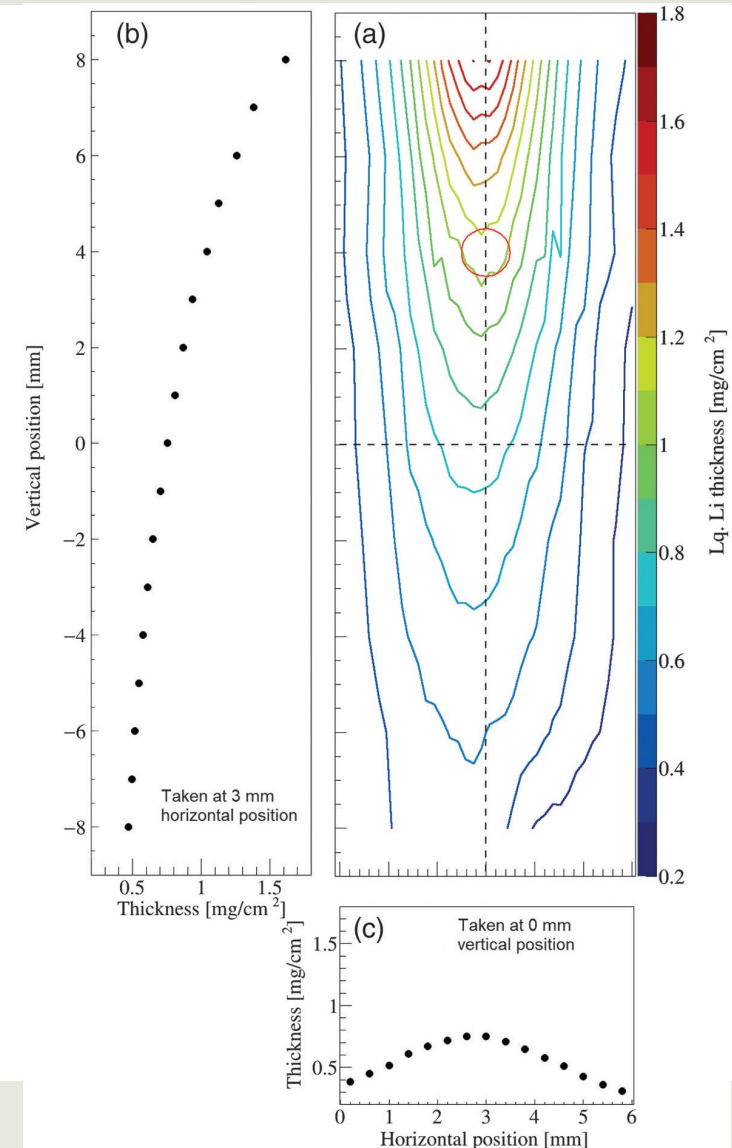 (b)
(a)
8
6
4
2
0
−2
−4
−6
−8
Vertical position [mm]
Taken at 3 mm
horizontal position
0.5 1 1.5
Thickness [mg/cm²]
1.8
1.6
1.4
1.2
1
0.8
0.6
0.4
0.2
Lq. Li thickness [mg/cm²]
(c)
Taken at 0 mm
vertical position
1.5
1
0.5
Thickness [mg/cm²]
0 1 2 3 4 5 6
Horizontal position [mm]